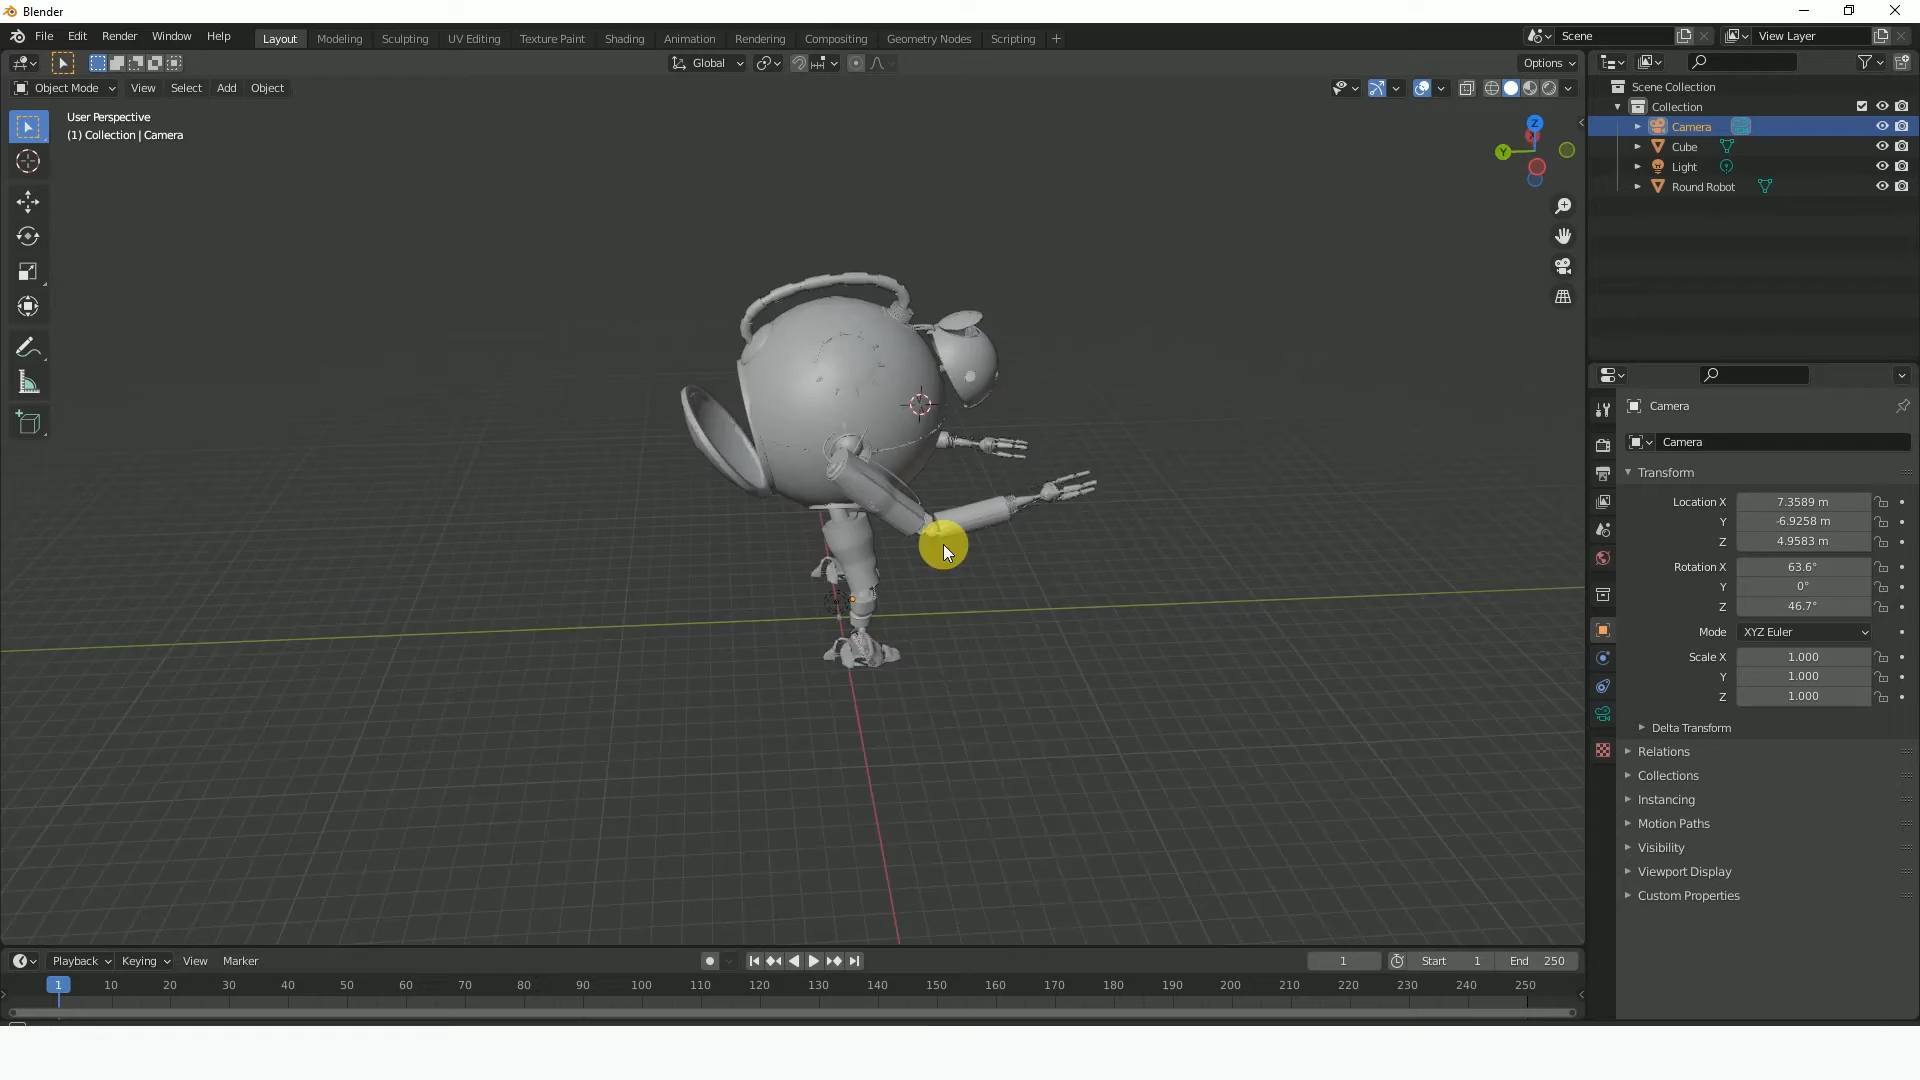 Blender
File Edit Render Window Help
Layout Modeling Sculpting UV Editing Texture Paint Shading Animation Rendering Compositing Geometry Nodes Scripting +
Scene
View Layer
Global
Options
Object Mode View Select Add Object
User Perspective
(1) Collection | Camera
Z
Y
Scene Collection
Collection
Camera
Cube
Light
Round Robot
Camera
Camera
Transform
Location X 7.3589 m
Y -6.9258 m
Z 4.9583 m
Rotation X 63.6°
Y 0°
Z 46.7°
Mode XYZ Euler
Scale X 1.000
Y 1.000
Z 1.000
Delta Transform
Relations
Collections
Instancing
Motion Paths
Visibility
Viewport Display
Custom Properties
Playback Keying View Marker
1 Start 1 End 250
1 10 20 30 40 50 60 70 80 90 100 110 120 130 140 150 160 170 180 190 200 210 220 230 240 250